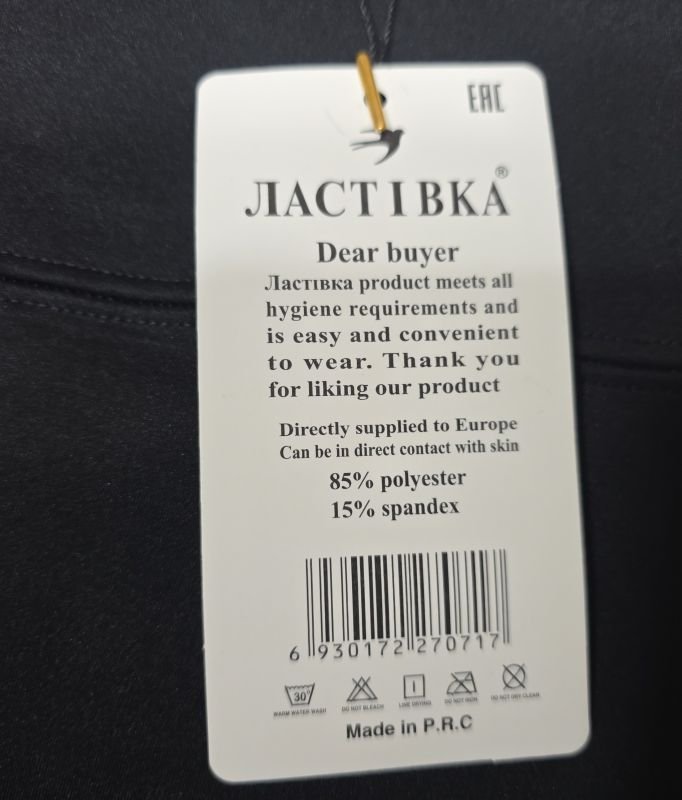 EAC
ЛАСТІВКА®
Dear buyer
Ластівка product meets all
hygiene requirements and
is easy and convenient
to wear. Thank you
for liking our product
Directly supplied to Europe
Can be in direct contact with skin
85% polyester
15% spandex
6 930172 270717
30°
WARM WATER WASH DO NOT BLEACH LINE DRYING DO NOT IRON DO NOT DRY CLEAN
Made in P.R.C